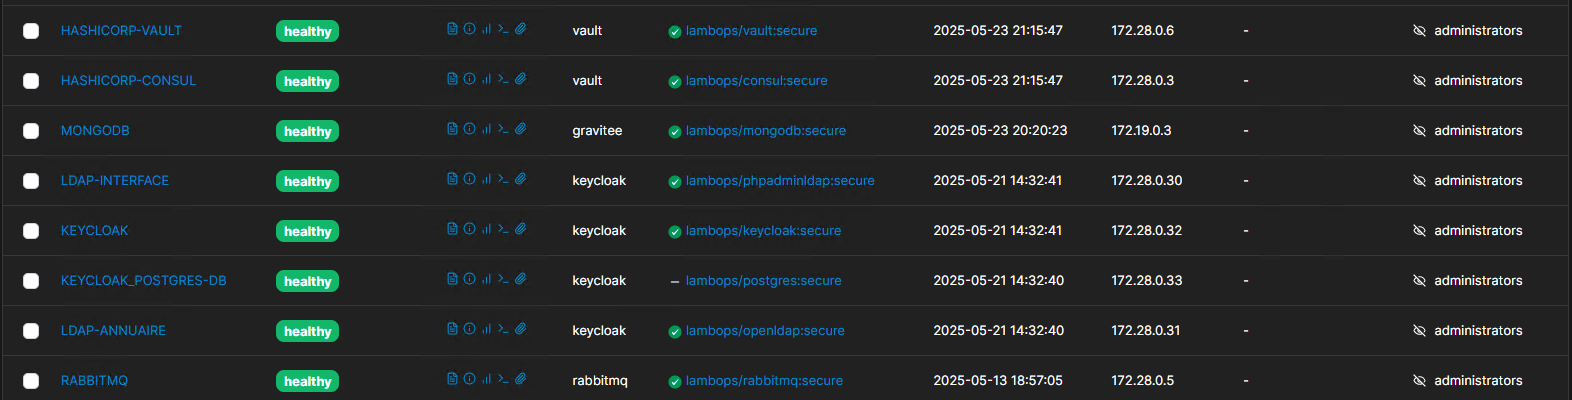 HASHICORP-VAULT healthy vault lambops/vault:secure 2025-05-23 21:15:47 172.28.0.6 - administrators
HASHICORP-CONSUL healthy vault lambops/consul:secure 2025-05-23 21:15:47 172.28.0.3 - administrators
MONGODB healthy gravitee lambops/mongodb:secure 2025-05-23 20:20:23 172.19.0.3 - administrators
LDAP-INTERFACE healthy keycloak lambops/phpadminldap:secure 2025-05-21 14:32:41 172.28.0.30 - administrators
KEYCLOAK healthy keycloak lambops/keycloak:secure 2025-05-21 14:32:41 172.28.0.32 - administrators
KEYCLOAK_POSTGRES-DB healthy keycloak lambops/postgres:secure 2025-05-21 14:32:40 172.28.0.33 - administrators
LDAP-ANNUAIRE healthy keycloak lambops/openldap:secure 2025-05-21 14:32:40 172.28.0.31 - administrators
RABBITMQ healthy rabbitmq lambops/rabbitmq:secure 2025-05-13 18:57:05 172.28.0.5 - administrators